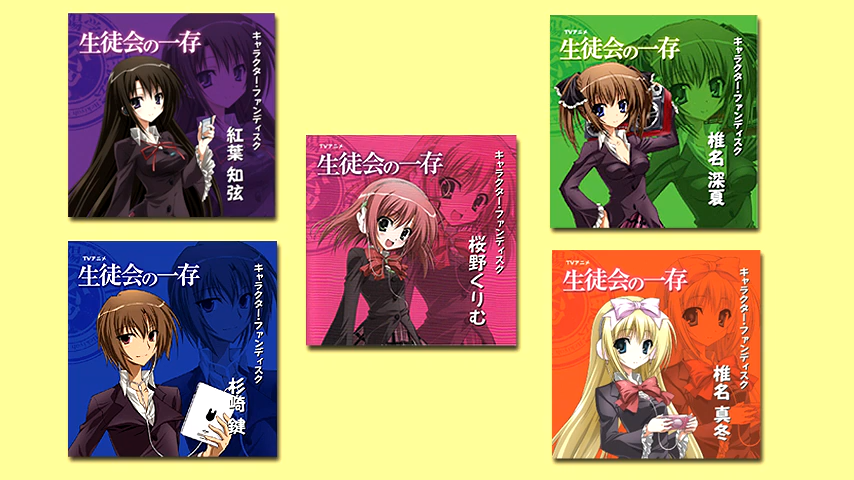 生徒会の一存
キャラクター・ファンディスク
紅葉 知弦
TVアニメ
生徒会の一存
キャラクター・ファンディスク
杉崎 鍵
TVアニメ
生徒会の一存
キャラクター・ファンディスク
桜野くりむ
TVアニメ
生徒会の一存
キャラクター・ファンディスク
椎名 深夏
TVアニメ
生徒会の一存
キャラクター・ファンディスク
椎名 真冬